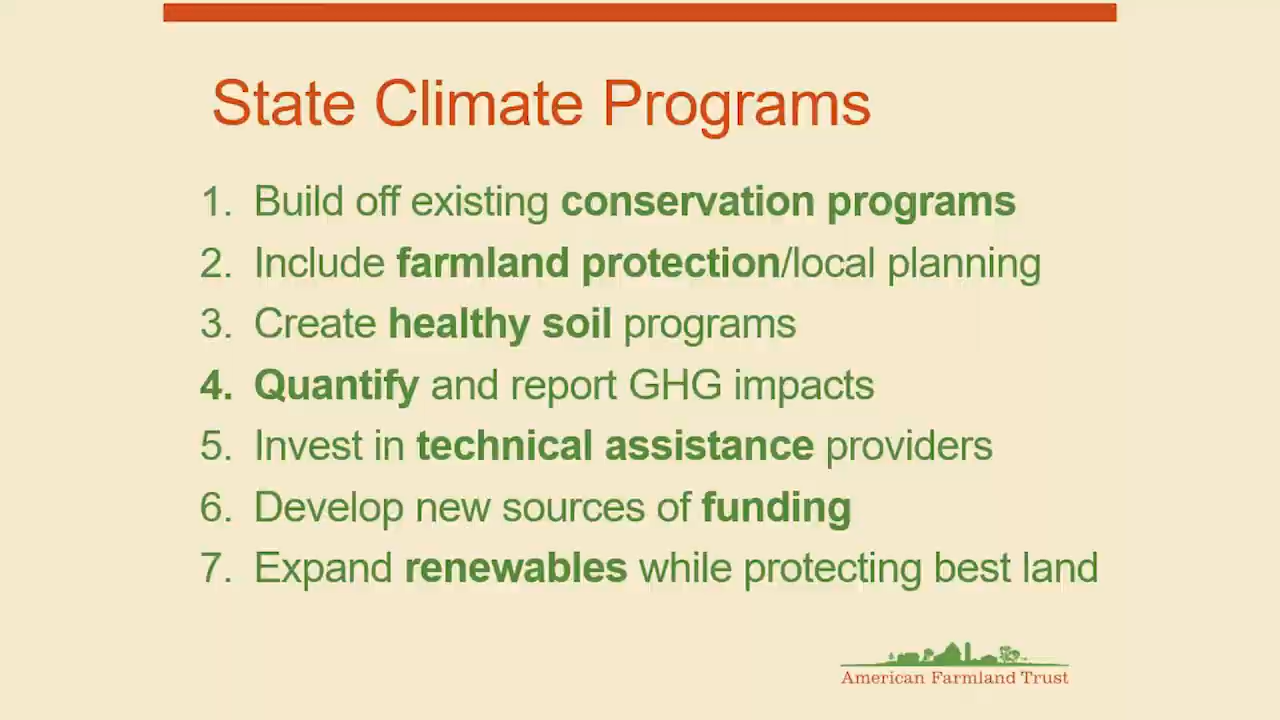 State Climate Programs
1. Build off existing conservation programs
2. Include farmland protection/local planning
3. Create healthy soil programs
4. Quantify and report GHG impacts
5. Invest in technical assistance providers
6. Develop new sources of funding
7. Expand renewables while protecting best land
American Farmland Trust